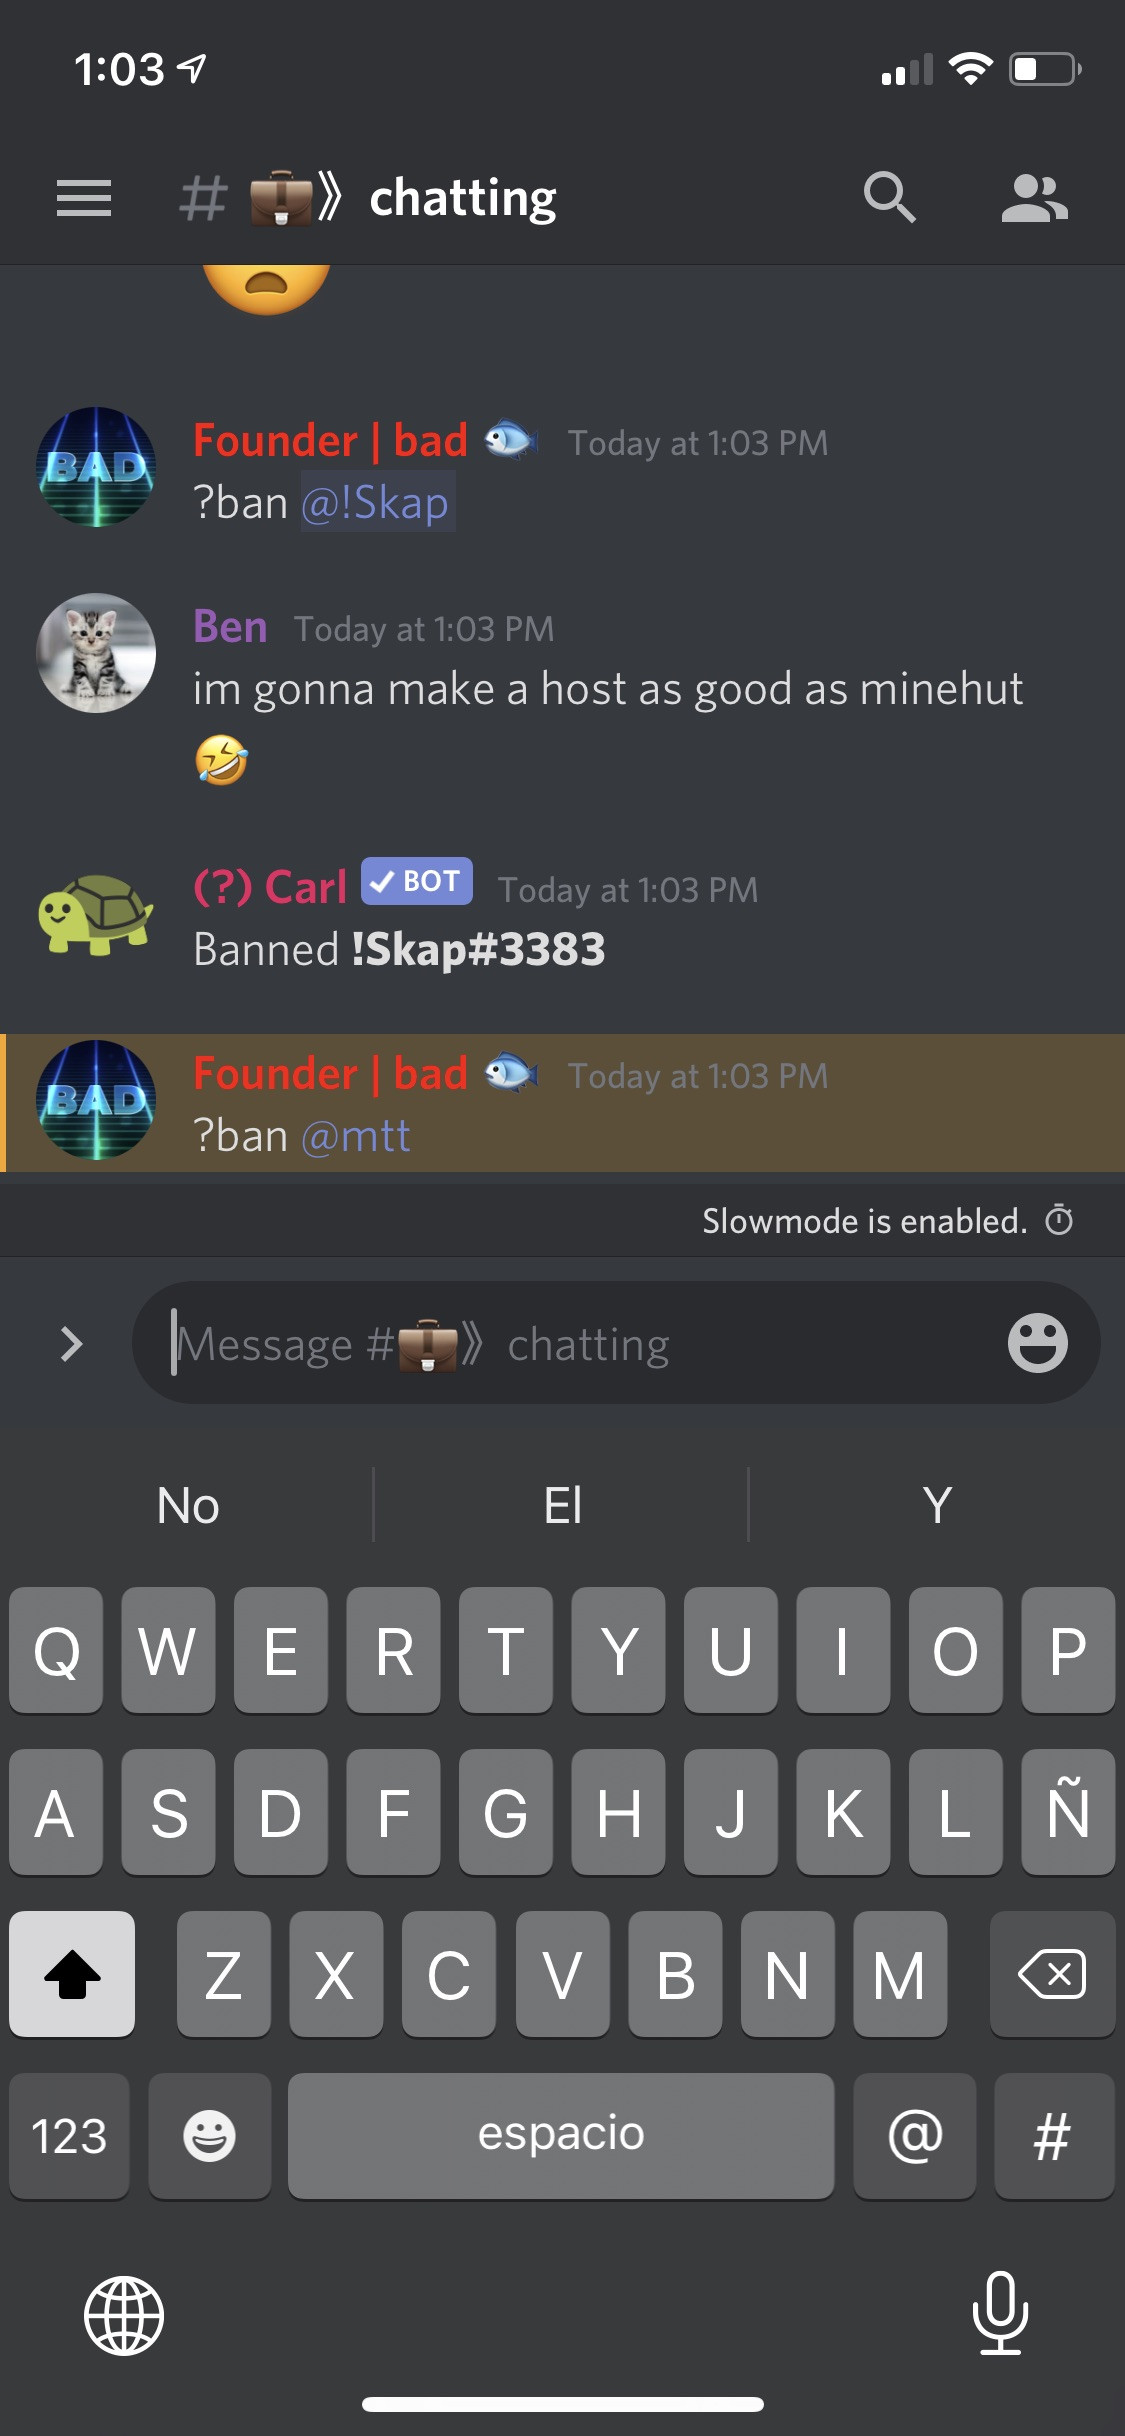 1:03
# 💼》 chatting
BAD
Founder | bad 🐟 Today at 1:03 PM
?ban @!Skap
Ben Today at 1:03 PM
im gonna make a host as good as minehut
🤣
(?) Carl ✓ BOT Today at 1:03 PM
Banned !Skap#3383
BAD
Founder | bad 🐟 Today at 1:03 PM
?ban @mtt
Slowmode is enabled.
Message #💼》 chatting
No El Y
Q W E R T Y U I O P
A S D F G H J K L Ñ
Z X C V B N M
123 espacio @ #